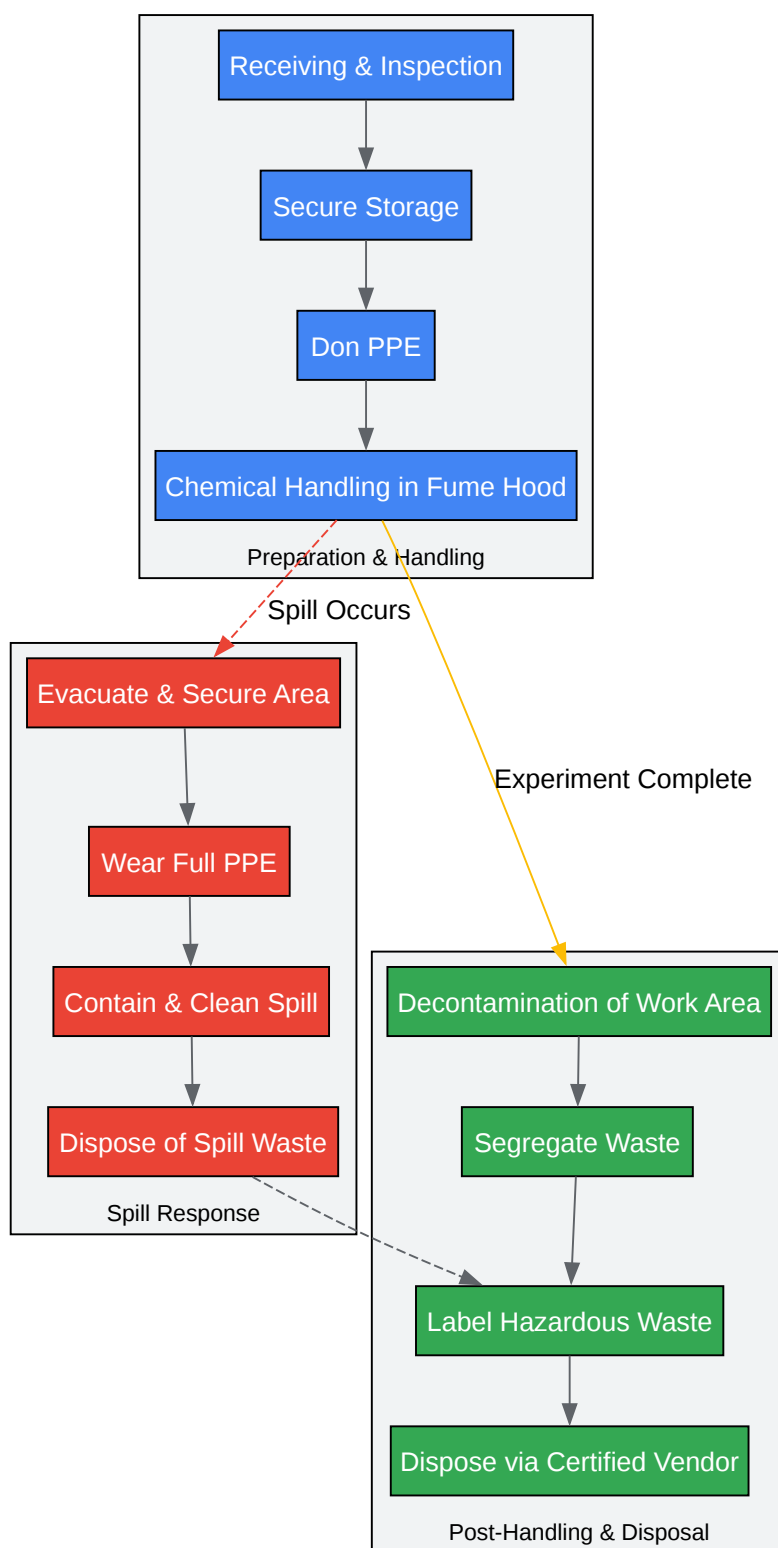 Receiving & Inspection
Secure Storage
Don PPE
Chemical Handling in Fume Hood
Preparation & Handling
Spill Occurs
Evacuate & Secure Area
Experiment Complete
Wear Full PPE
Contain & Clean Spill
Decontamination of Work Area
Dispose of Spill Waste
Segregate Waste
Spill Response
Label Hazardous Waste
Dispose via Certified Vendor
Post-Handling & Disposal